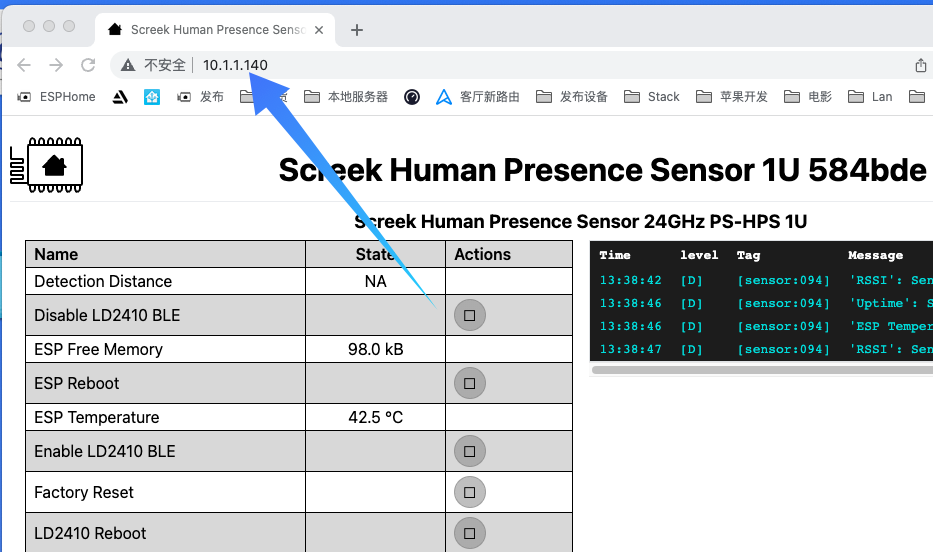 Screek Human Presence Senso
不安全 10.1.1.140
ESPHome 发布 本地服务器 客厅新路由 发布设备 Stack 苹果开发 电影 Lan
Screek Human Presence Sensor 1U 584bde
Screek Human Presence Sensor 24GHz PS-HPS 1U
Name State Actions
Detection Distance NA
Disable LD2410 BLE
ESP Free Memory 98.0 kB
ESP Reboot
ESP Temperature 42.5 °C
Enable LD2410 BLE
Factory Reset
LD2410 Reboot
Time level Tag Message
13:38:42 [D] [sensor:094] 'RSSI': Sen
13:38:46 [D] [sensor:094] 'Uptime': S
13:38:46 [D] [sensor:094] 'ESP Temper
13:38:47 [D] [sensor:094] 'RSSI': Sen